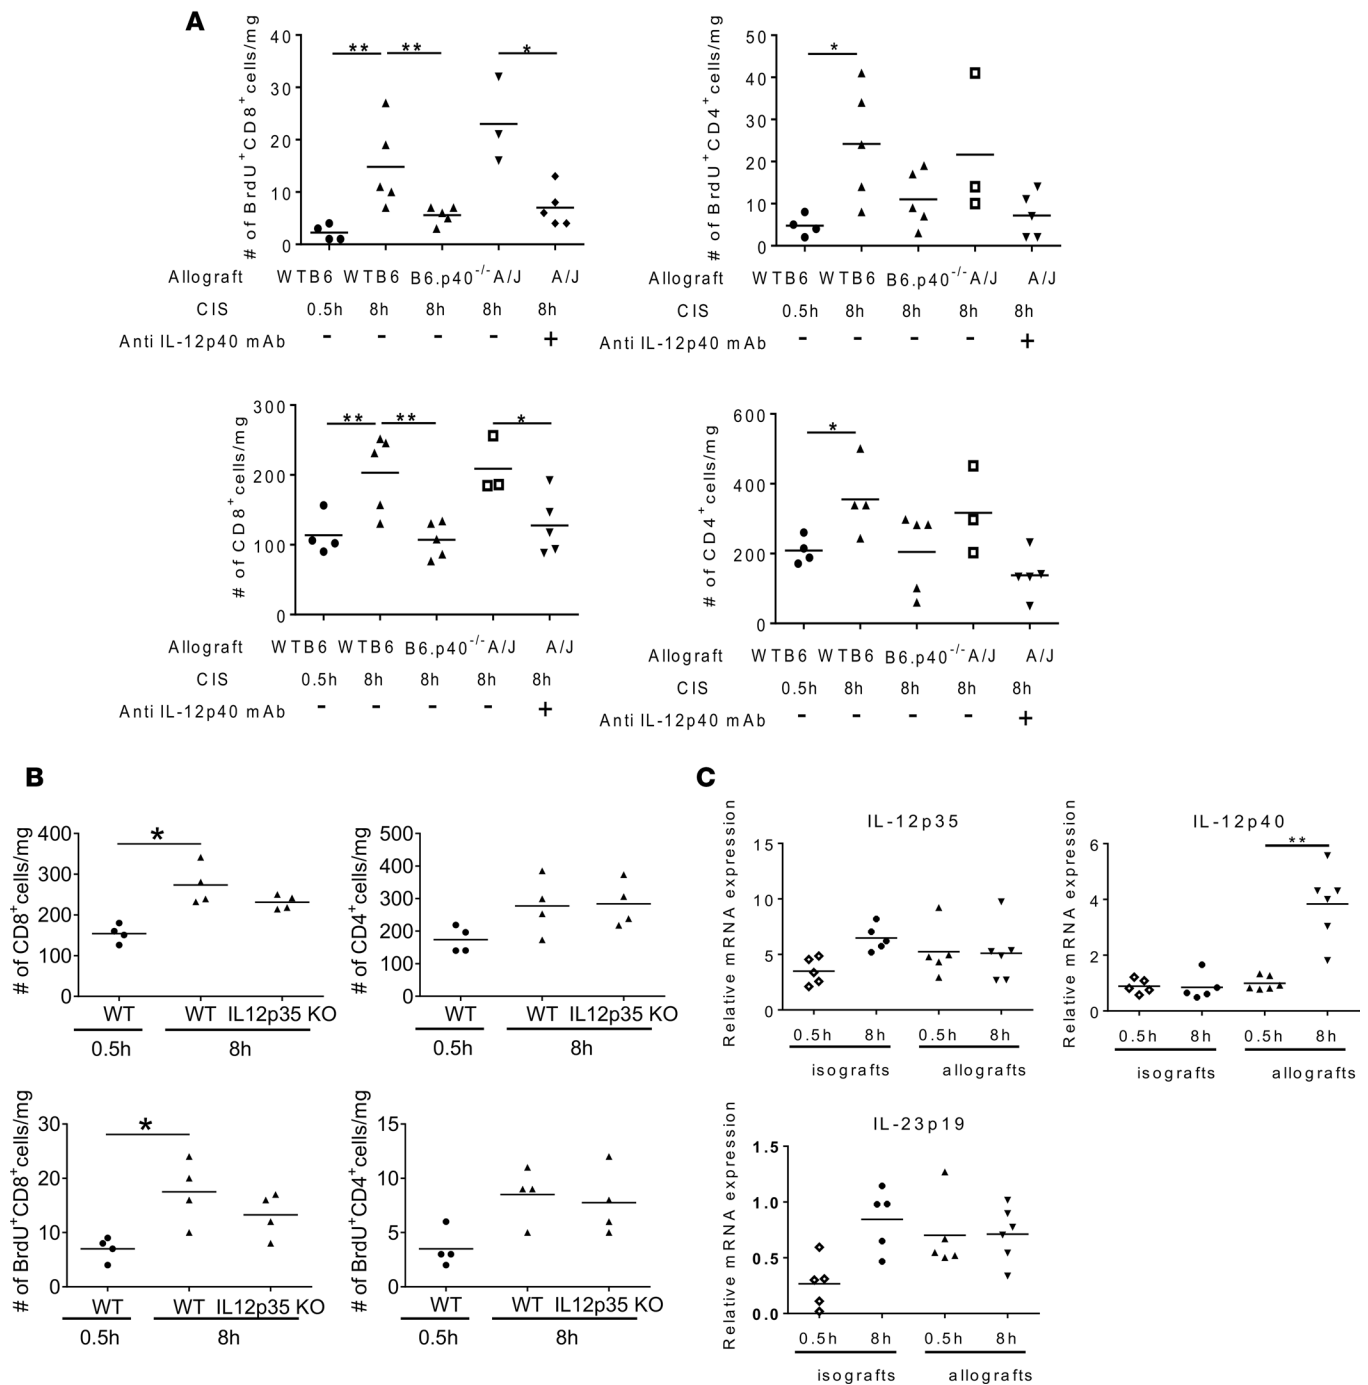 A
# of BrdU+CD8+cells/mg
40
30
20
10
0
** ** *
Allograft WTB6 WTB6 B6.p40-/- A/J A/J
CIS 0.5h 8h 8h 8h 8h
Anti IL-12p40 mAb - - - - +
# of BrdU+CD4+cells/mg
50
40
30
20
10
0
*
Allograft WTB6 WTB6 B6.p40-/- A/J A/J
CIS 0.5h 8h 8h 8h 8h
Anti IL-12p40 mAb - - - - +
# of CD8+cells/mg
300
200
100
0
** ** *
Allograft WTB6 WTB6 B6.p40-/- A/J A/J
CIS 0.5h 8h 8h 8h 8h
Anti IL-12p40 mAb - - - - +
# of CD4+cells/mg
600
400
200
0
*
Allograft WTB6 WTB6 B6.p40-/- A/J A/J
CIS 0.5h 8h 8h 8h 8h
Anti IL-12p40 mAb - - - - +
B
# of CD8+cells/mg
400
300
200
100
0
*
WT WT IL12p35 KO
0.5h 8h
# of CD4+cells/mg
500
400
300
200
100
0
WT WT IL12p35 KO
0.5h 8h
# of BrdU+CD8+cells/mg
30
20
10
0
*
WT WT IL12p35 KO
0.5h 8h
# of BrdU+CD4+cells/mg
15
10
5
0
WT WT IL12p35 KO
0.5h 8h
C
IL-12p35
Relative mRNA expression
15
10
5
0
0.5h 8h 0.5h 8h
isografts allografts
IL-12p40
Relative mRNA expression
6
4
2
0
**
0.5h 8h 0.5h 8h
isografts allografts
IL-23p19
Relative mRNA expression
1.5
1.0
0.5
0.0
0.5h 8h 0.5h 8h
isografts allografts